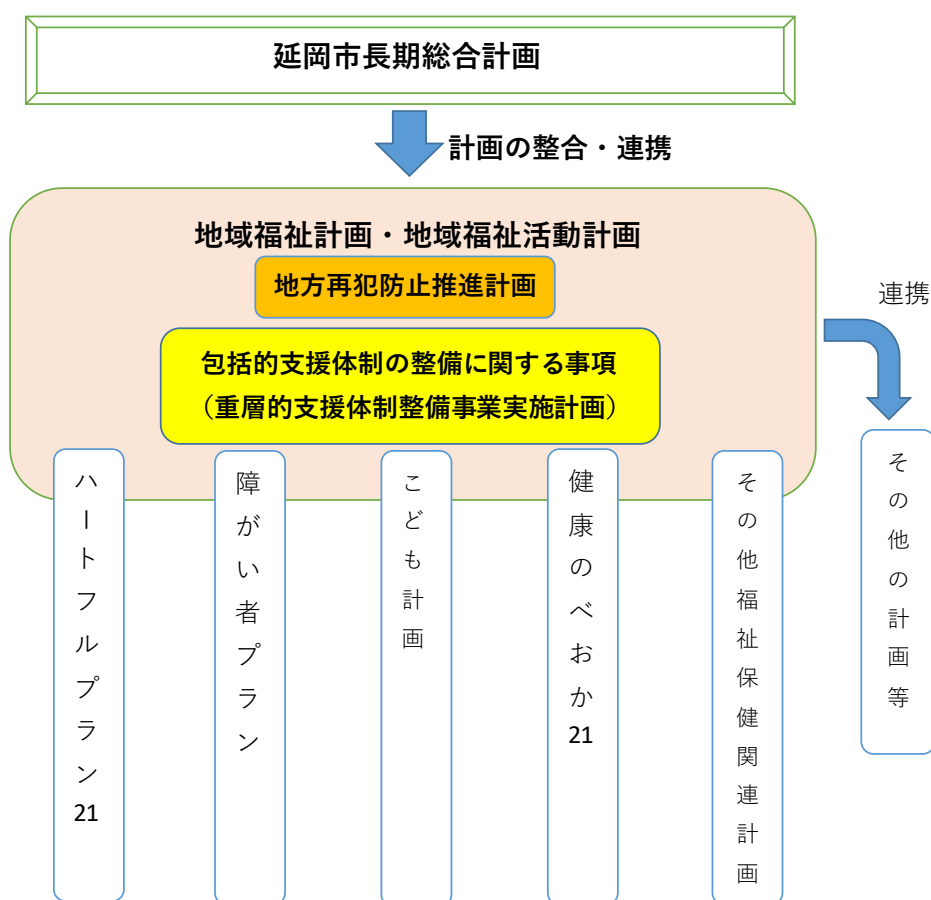 延岡市長期総合計画
計画の整合・連携
地域福祉計画・地域福祉活動計画
地方再犯防止推進計画
連携
包括的支援体制の整備に関する事項
（重層的支援体制整備事業実施計画）
ハートフルプラン21
障がい者プラン
こども計画
健康のべおか21
その他福祉保健関連計画
その他の計画等